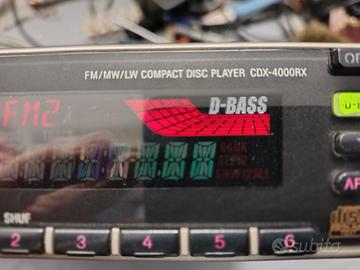 FM/MW/LW COMPACT DISC PLAYER CDX-4000RX
D-BASS
FM2
SHUF
2 3 4 5 6
AF
subito